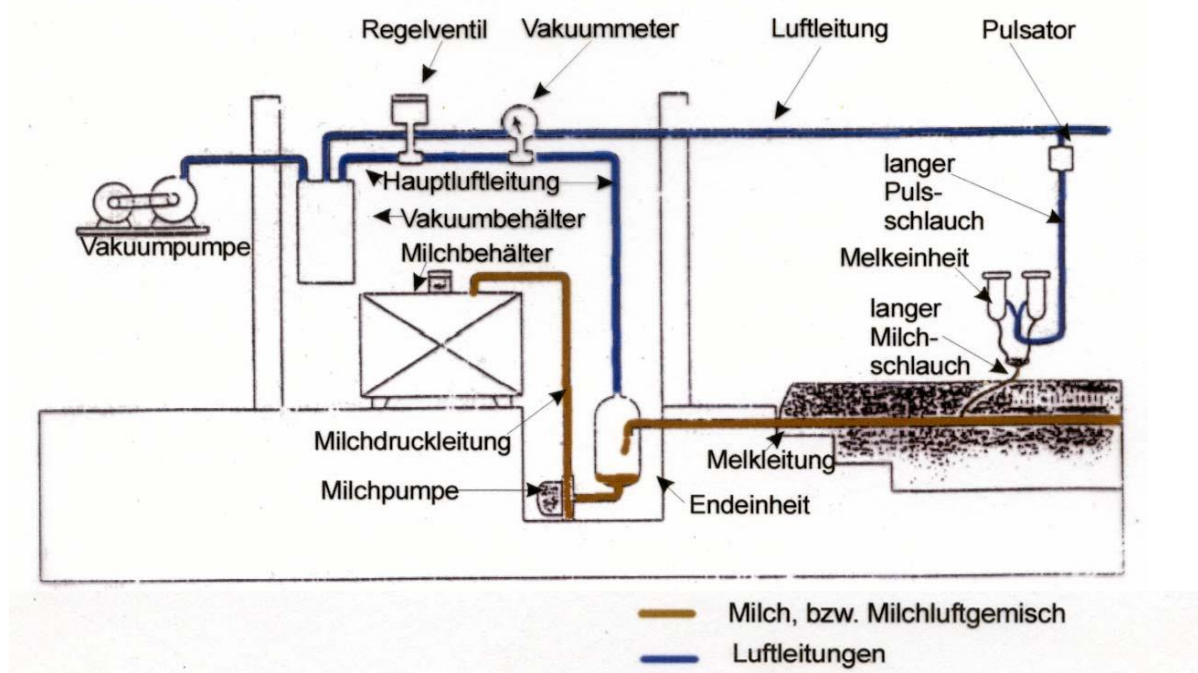 Regelventil
Vakuummeter
Luftleitung
Pulsator
Hauptluftleitung
langer
Puls-
schlauch
Vakuumbehälter
Vakuumpumpe
Milchbehälter
Melkeinheit
langer
Milch-
schlauch
Milchleitung
Milchdruckleitung
Melkleitung
Milchpumpe
Endeinheit
Milch, bzw. Milchluftgemisch
Luftleitungen